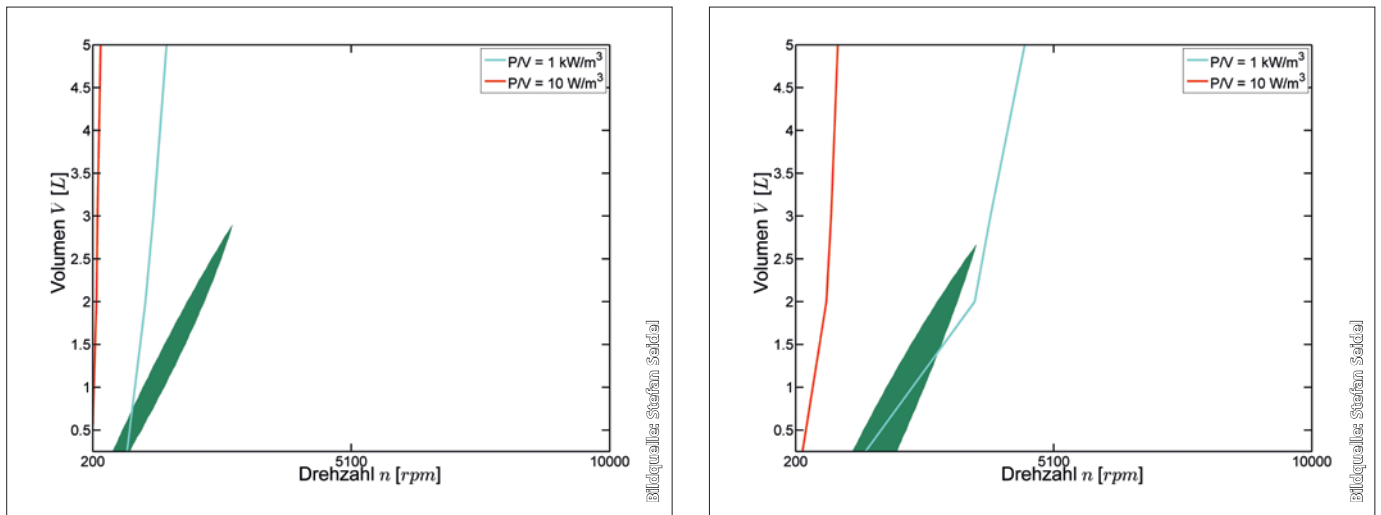 5
4.5
4
3.5
3
2.5
2
1.5
1
0.5
200
5100
10000
Volumen V [L]
Drehzahl n [rpm]
P/V = 1 kW/m³
P/V = 10 W/m³
Bildquelle: Stefan Seidel
5
4.5
4
3.5
3
2.5
2
1.5
1
0.5
200
5100
10000
Volumen V [L]
Drehzahl n [rpm]
P/V = 1 kW/m³
P/V = 10 W/m³
Bildquelle: Stefan Seidel